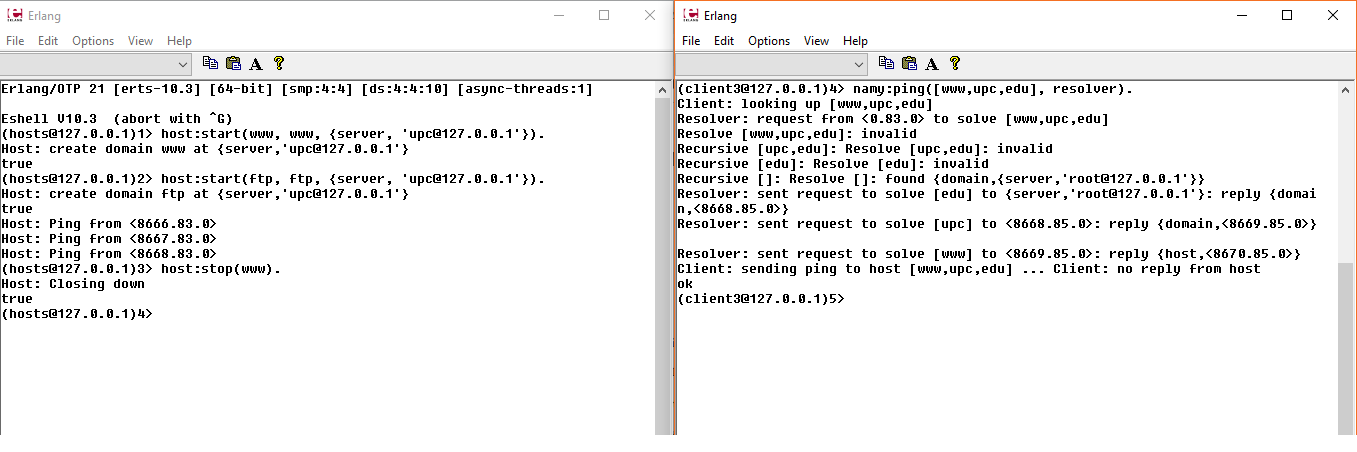 Erlang
File Edit Options View Help
Erlang/OTP 21 [erts-10.3] [64-bit] [smp:4:4] [ds:4:4:10] [async-threads:1]
Eshell V10.3  (abort with ^G)
(hosts@127.0.0.1)1> host:start(www, www, {server, 'upc@127.0.0.1'}).
Host: create domain www at {server,'upc@127.0.0.1'}
true
(hosts@127.0.0.1)2> host:start(ftp, ftp, {server, 'upc@127.0.0.1'}).
Host: create domain ftp at {server,'upc@127.0.0.1'}
true
Host: Ping from <8666.83.0>
Host: Ping from <8667.83.0>
Host: Ping from <8668.83.0>
(hosts@127.0.0.1)3> host:stop(www).
Host: Closing down
true
(hosts@127.0.0.1)4>
Erlang
File Edit Options View Help
(client3@127.0.0.1)4> namy:ping([www,upc,edu], resolver).
Client: looking up [www,upc,edu]
Resolver: request from <0.83.0> to solve [www,upc,edu]
Resolve [www,upc,edu]: invalid
Recursive [upc,edu]: Resolve [upc,edu]: invalid
Recursive [edu]: Resolve [edu]: invalid
Recursive []: Resolve []: found {domain,{server,'root@127.0.0.1'}}
Resolver: sent request to solve [edu] to {server,'root@127.0.0.1'}: reply {domai
n,<8668.85.0>}
Resolver: sent request to solve [upc] to <8668.85.0>: reply {domain,<8669.85.0>}
Resolver: sent request to solve [www] to <8669.85.0>: reply {host,<8670.85.0>}
Client: sending ping to host [www,upc,edu] ... Client: no reply from host
ok
(client3@127.0.0.1)5>